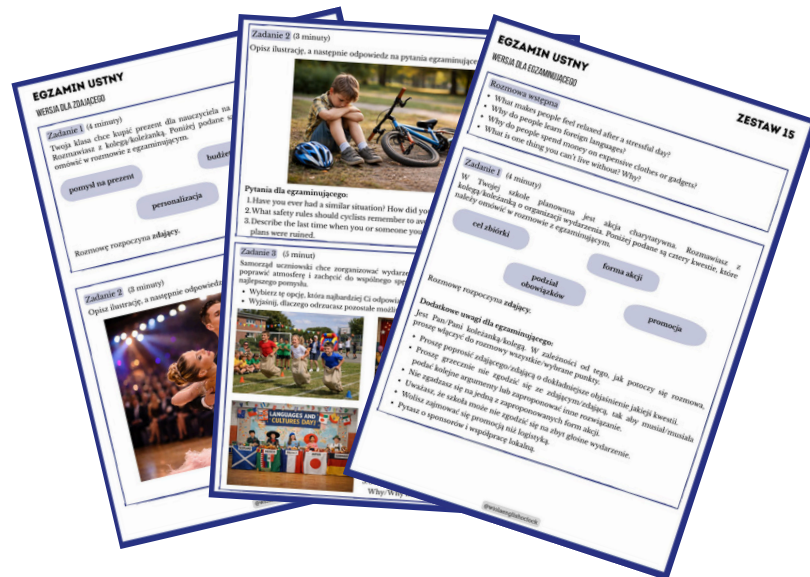 EGZAMIN USTNY
WERSJA DLA ZDAJĄCEGO
Zadanie 1 (4 minuty)
Twoja klasa chce kupić prezent dla nauczyciela na
Rozmawiasz z kolegą/koleżanką. Poniżej podane są
omówić w rozmowie z egzaminującym.
pomysł na prezent
budżet
personalizacja
Rozmowę rozpoczyna zdający.
Zadanie 2 (3 minuty)
Opisz ilustrację, a następnie odpowiedz
Zadanie 2 (3 minuty)
Opisz ilustrację, a następnie odpowiedz na pytania egzaminującego
Pytania dla egzaminującego:
1. Have you ever had a similar situation? How did you
2. What safety rules should cyclists remember to
3. Describe the last time when you or someone you
plans were ruined.
Zadanie 3 (5 minut)
Samorząd uczniowski chce zorganizować
poprawić atmosferę i zachęcić do wspólnego
najlepszego pomysłu.
• Wybierz tę opcję, która najbardziej Ci
• Wyjaśnij, dlaczego odrzucasz pozostałe
LANGUAGES AND
CULTURES DAY!
EGZAMIN USTNY
WERSJA DLA EGZAMINUJĄCEGO
ZESTAW 15
Rozmowa wstępna
• What makes people feel relaxed after a stressful day?
• Why do people learn foreign languages?
• Why do people spend money on expensive clothes or gadgets?
• What is one thing you can't live without? Why?
Zadanie 1 (4 minuty)
W Twojej szkole planowana jest akcja charytatywna. Rozmawiasz z
kolegą/koleżanką o organizacji wydarzenia. Poniżej podane są cztery kwestie, które
należy omówić w rozmowie z egzaminującym.
cel zbiórki
forma akcji
podział
obowiązków
promocja
Rozmowę rozpoczyna zdający.
Dodatkowe uwagi dla egzaminującego:
Jest Pan/Pani koleżanką/kolegą. W zależności od tego, jak potoczy się rozmowa,
proszę włączyć do rozmowy wszystkie/wybrane punkty.
• Proszę poprosić zdającego/zdającą o dokładniejsze objaśnienie jakiejś kwestii.
• Proszę grzecznie nie zgodzić się ze zdającym/zdającą, tak aby musiał/musiała
podać kolejne argumenty lub zaproponować inne rozwiązanie.
• Nie zgadzasz się na jedną z zaproponowanych form akcji.
• Uważasz, że szkoła może nie zgodzić się na zbyt głośne wydarzenie.
• Wolisz zajmować się promocją niż logistyką.
• Pytasz o sponsorów i współpracę lokalną.